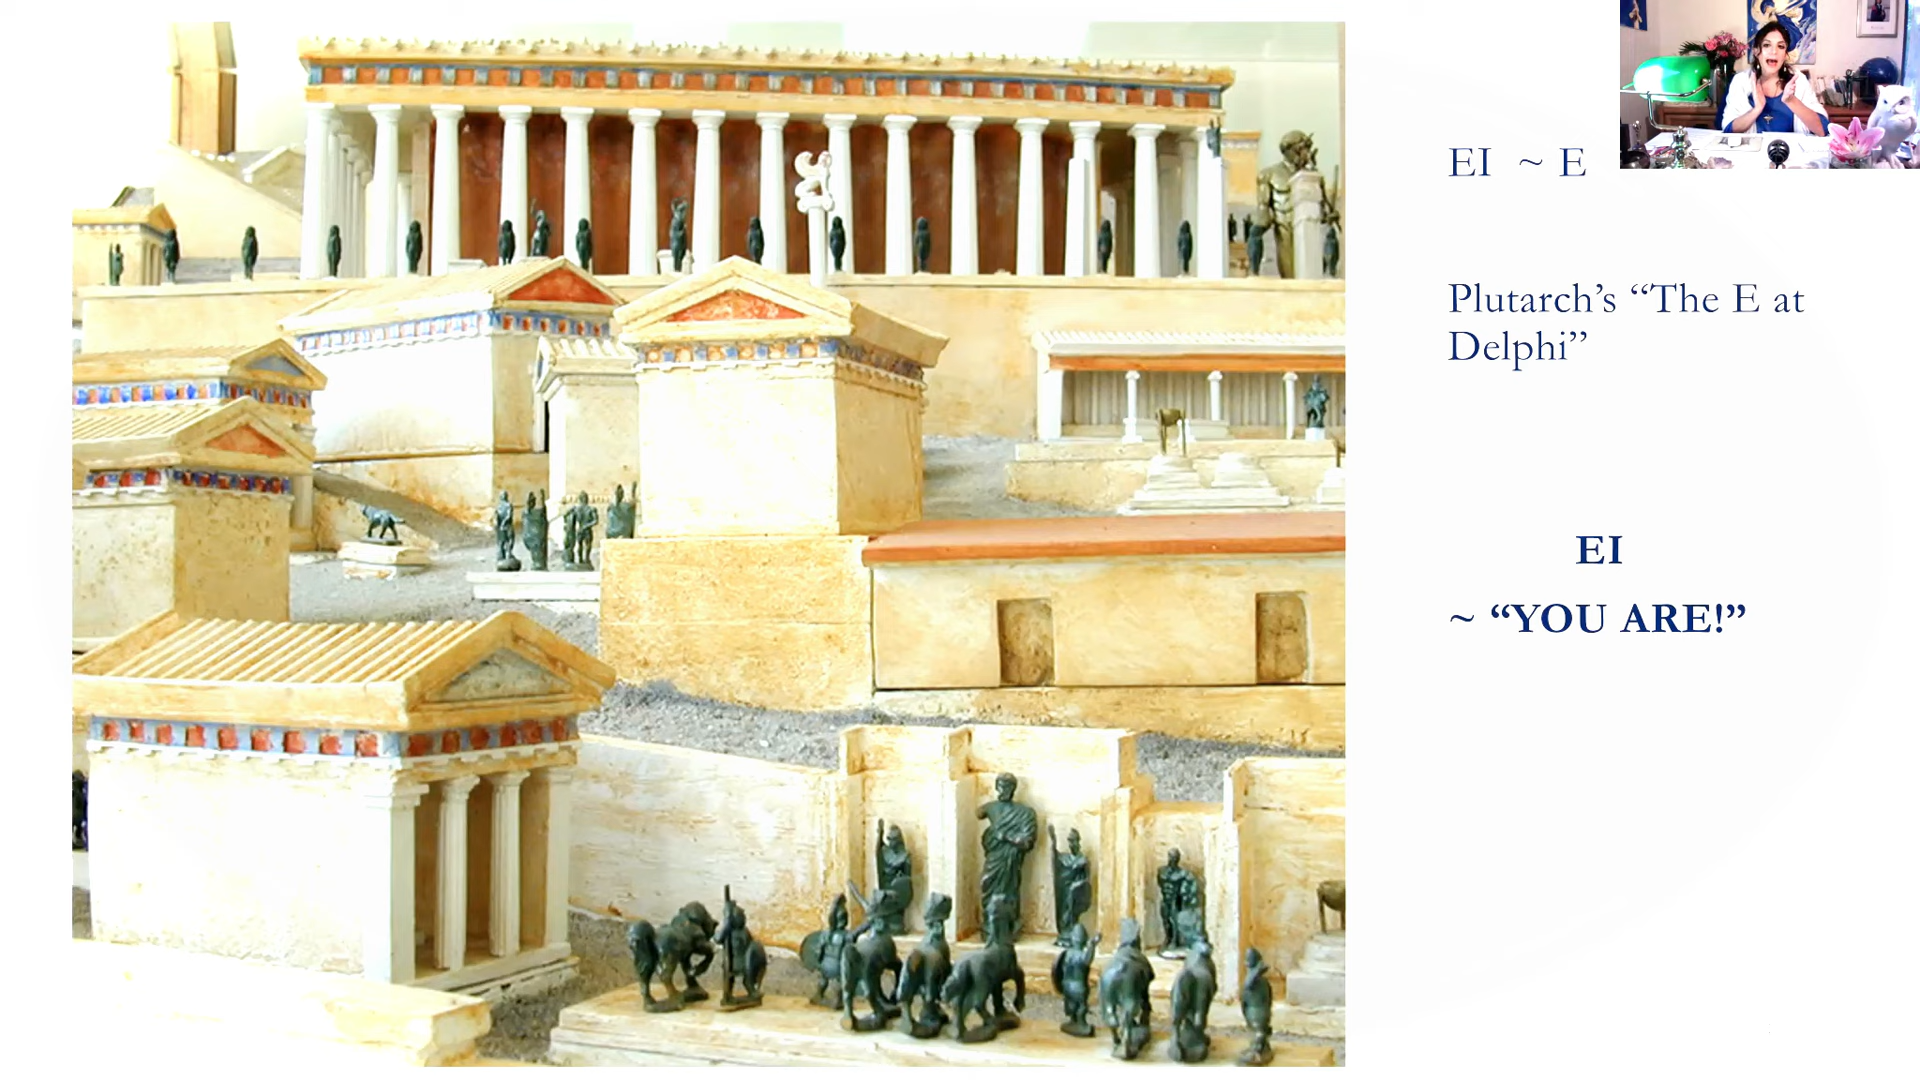 EI ~ E
Plutarch’s “The E at
Delphi”
EI
~ “YOU ARE!”